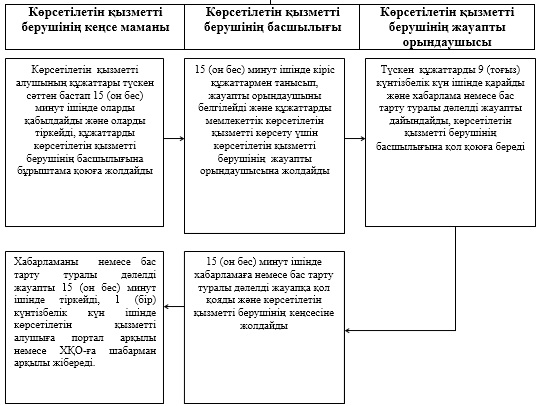 Көрсетілетін қызметті
берушінің кеңсе маманы
Көрсетілетін қызметті
берушінің басшылығы
Көрсетілетін қызметті
берушінің жауапты
орындаушысы
Көрсетілетін қызметті
алушының құжаттары түскен
сәттен бастап 15 (он бес)
минут ішінде оларды
қабылдайды және оларды
тіркейді, құжаттарды
көрсетілетін қызметті
берушінің басшылығына
бұрыштама қоюға жолдайды
15 (он бес) минут ішінде кіріс
құжаттармен танысып,
жауапты орындаушыны
белгілейді және құжаттарды
мемлекеттік көрсетілетін
қызметті көрсету үшін
көрсетілетін қызметті
берушінің жауапты
орындаушысына жолдайды
Түскен құжаттарды 9 (тоғыз)
күнтізбелік күн ішінде қарайды
және хабарлама немесе бас
тарту туралы дәлелді жауапты
дайындайды, көрсетілетін
қызметті берушінің
басшылығына қол қоюға береді
Хабарламаны немесе бас
тарту туралы дәлелді
жауапты 15 (он бес) минут
ішінде тіркейді, 1 (бір)
күнтізбелік күн ішінде
көрсетілетін қызметті
алушыға портал арқылы
немесе ХҚО-ға шабарман
арқылы жібереді.
15 (он бес) минут ішінде
хабарламаға немесе бас тарту
туралы дәлелді жауапқа қол
қояды және көрсетілетін
қызметті берушінің кеңсесіне
жолдайды